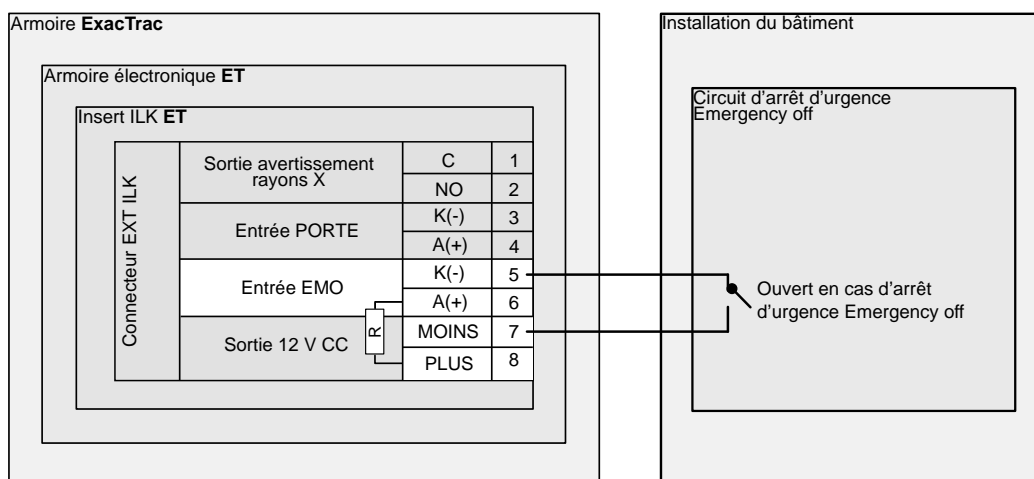 Armoire ExacTrac
Armoire électronique ET
Insert ILK ET
Connecteur EXT ILK
Sortie avertissement
rayons X
C 1
NO 2
Entrée PORTE
K(-) 3
A(+) 4
Entrée EMO
K(-) 5
A(+) 6
Sortie 12 V CC
R
MOINS 7
PLUS 8
Installation du bâtiment
Circuit d'arrêt d'urgence
Emergency off
Ouvert en cas d'arrêt
d'urgence Emergency off